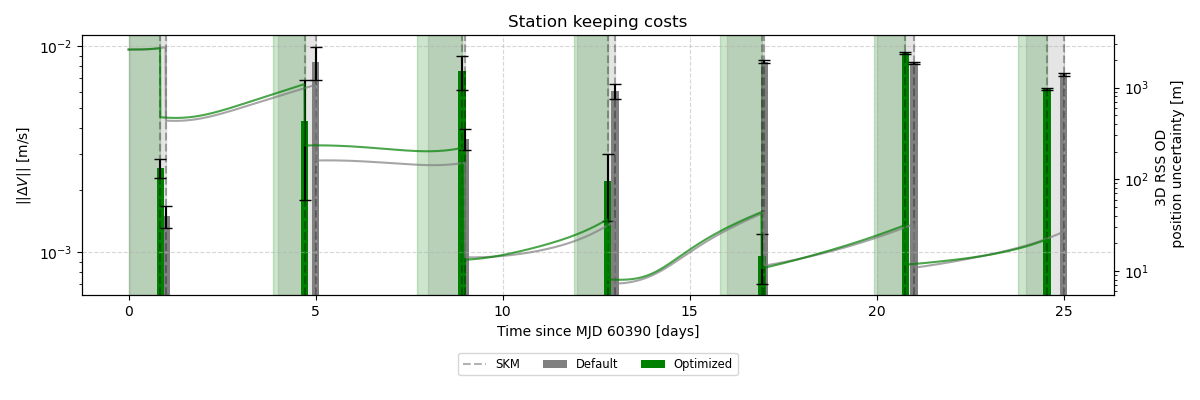 Station keeping costs
||ΔV|| [m/s]
10⁻²
10⁻³
10³
10²
10¹
3D RSS OD
position uncertainty [m]
0 5 10 15 20 25
Time since MJD 60390 [days]
SKM Default Optimized